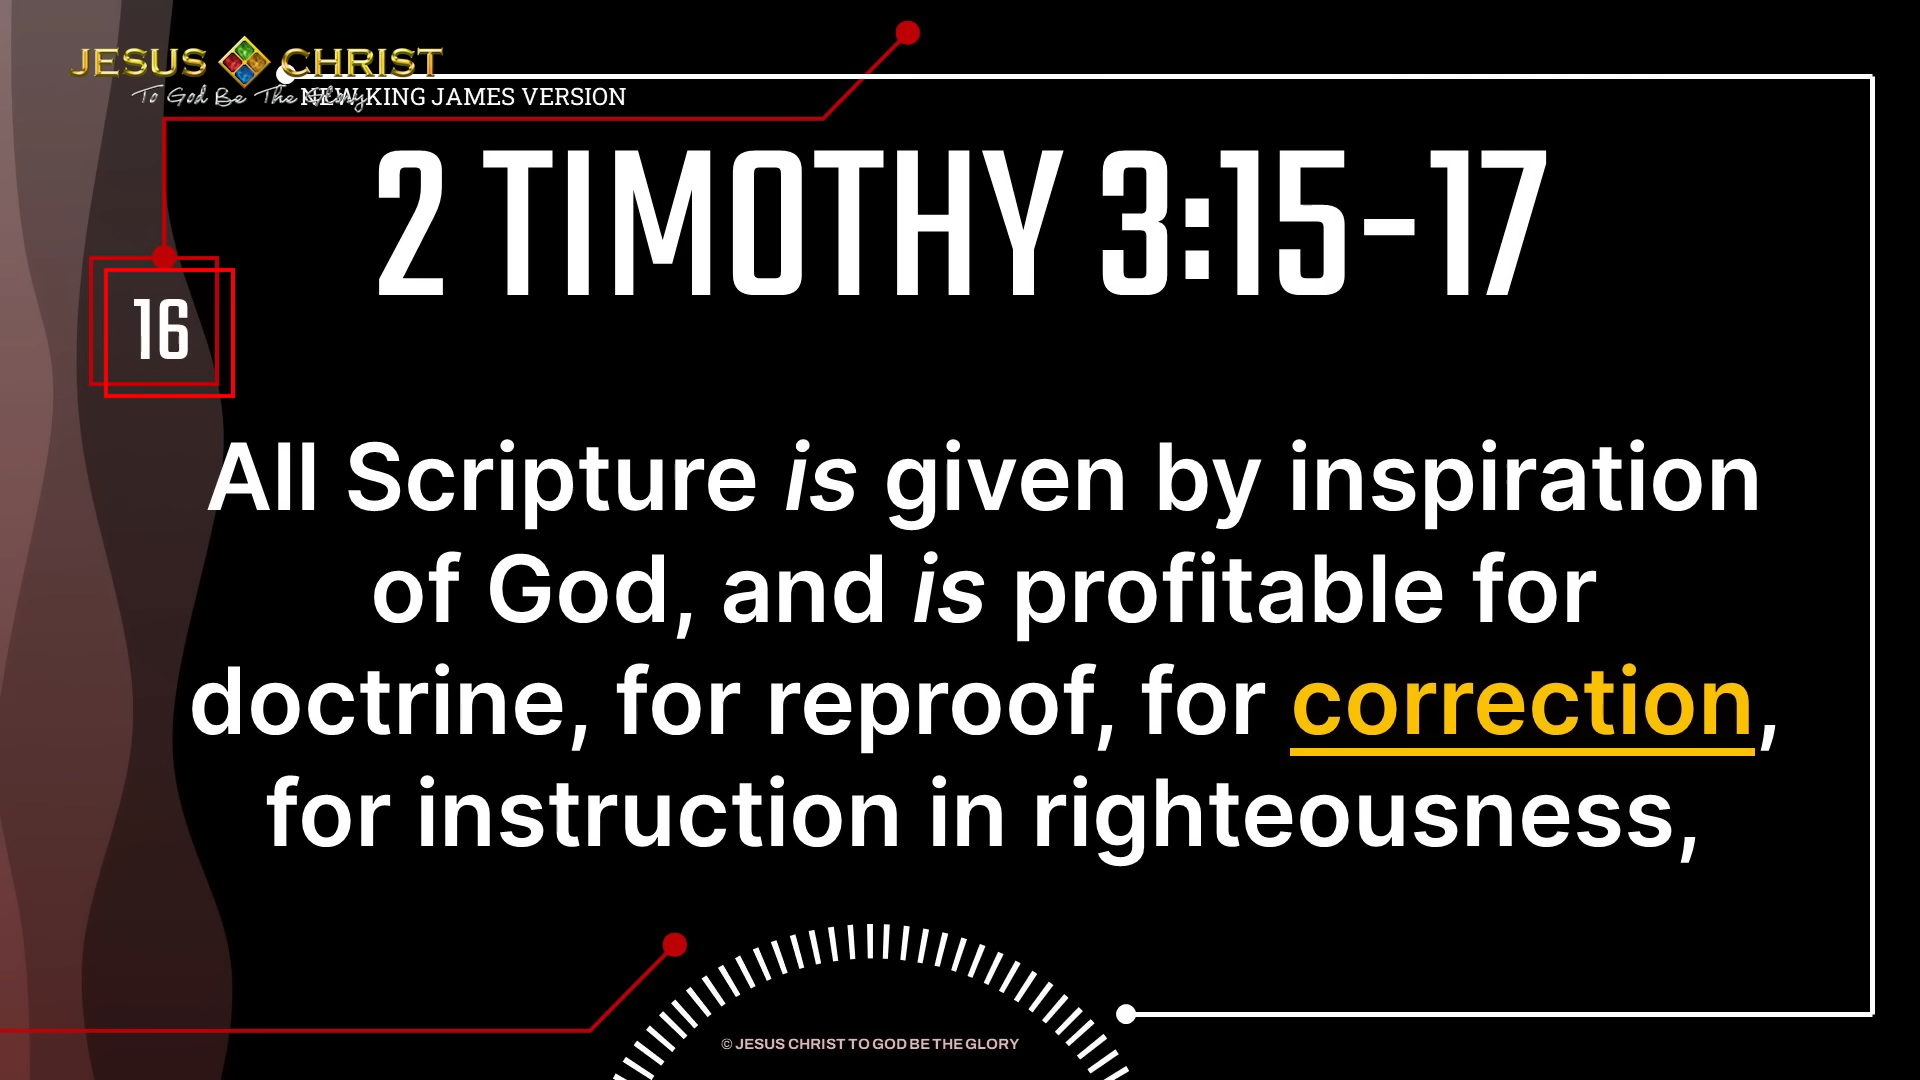 JESUS CHRIST
To God Be The Glory
NEW KING JAMES VERSION
2 TIMOTHY 3:15-17
16
All Scripture is given by inspiration
of God, and is profitable for
doctrine, for reproof, for correction,
for instruction in righteousness,
© JESUS CHRIST TO GOD BE THE GLORY